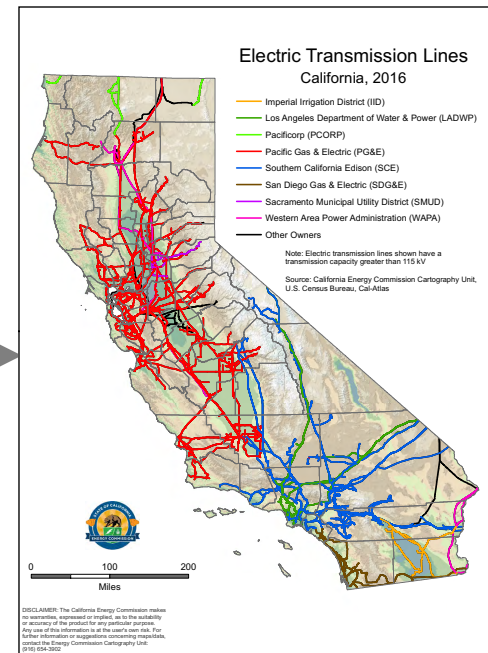 Electric Transmission Lines
California, 2016
Imperial Irrigation District (IID)
Los Angeles Department of Water & Power (LADWP)
Pacificorp (PCORP)
Pacific Gas & Electric (PG&E)
Southern California Edison (SCE)
San Diego Gas & Electric (SDG&E)
Sacramento Municipal Utility District (SMUD)
Western Area Power Administration (WAPA)
Other Owners
Note: Electric transmission lines shown have a
transmission capacity greater than 115 kV
Source: California Energy Commission Cartography Unit,
U.S. Census Bureau, Cal-Atlas
STATE OF CALIFORNIA
ENERGY COMMISSION
0 100 200
Miles
DISCLAIMER: The California Energy Commission makes
no warranties, expressed or implied, as to the suitability
or accuracy of the product for any particular purpose.
Any use of this information is at the user's own risk. For
further information or suggestions concerning maps/data,
contact the Energy Commission Cartography Unit:
(916) 654-3902